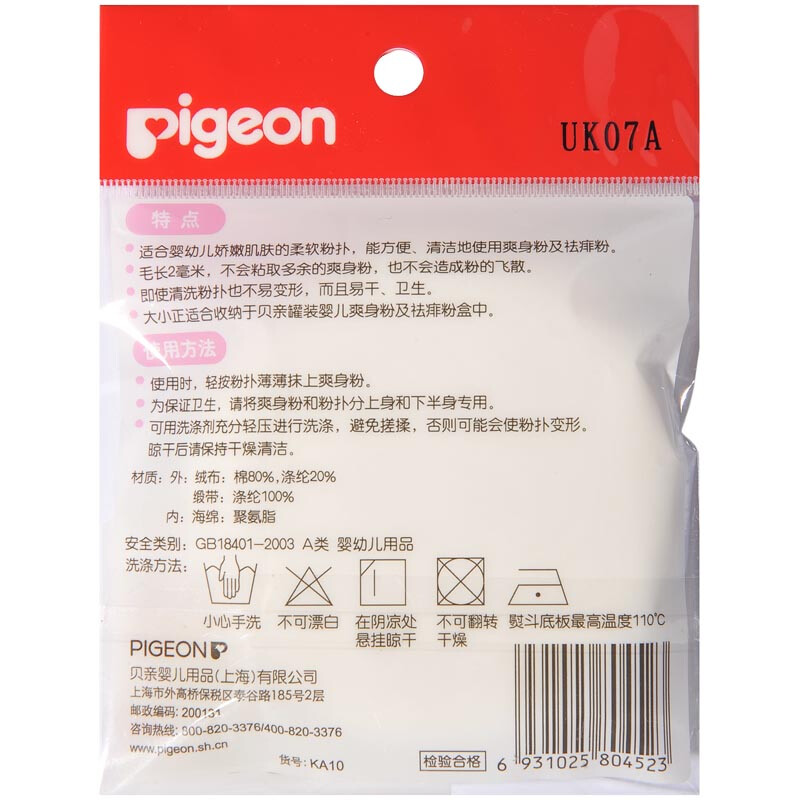 pigeon
UK07A
特点
适合婴幼儿娇嫩肌肤的柔软粉扑，能方便、清洁地使用爽身粉及祛痱粉。
毛长2毫米，不会粘取多余的爽身粉，也不会造成粉的飞散。
即使清洗粉扑也不易变形，而且易干、卫生。
大小正适合收纳于贝亲罐装婴儿爽身粉及祛痱粉盒中。
使用方法
使用时，轻按粉扑薄薄抹上爽身粉。
为保证卫生，请将爽身粉和粉扑分上身和下半身专用。
可用洗涤剂充分轻压进行洗涤，避免搓揉，否则可能会使粉扑变形。
晾干后请保持干燥清洁。
材质：外：绒布：棉80%，涤纶20%
缎带：涤纶100%
内：海绵：聚氨脂
安全类别：GB18401-2003 A类 婴幼儿用品
洗涤方法：
小心手洗 不可漂白 在阴凉处 不可翻转 熨斗底板最高温度110℃
悬挂晾干 干燥
PIGEON
贝亲婴儿用品(上海)有限公司
上海市外高桥保税区泰谷路185号2层
邮政编码：200131
咨询热线：800-820-3376/400-820-3376
www.pigeon.sh.cn
货号：KA10
检验合格
6 931025 804523